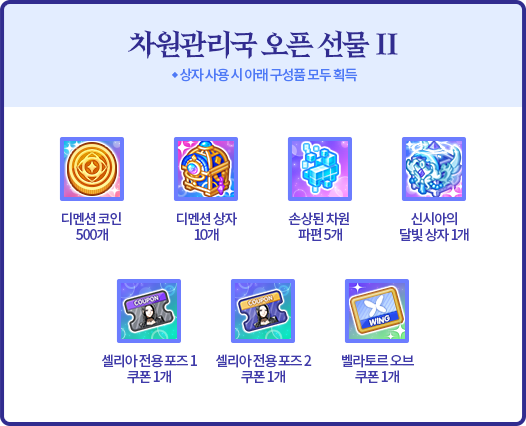 차원관리국 오픈 선물 II
◆ 상자 사용 시 아래 구성품 모두 획득
디멘션 코인
500개
디멘션 상자
10개
손상된 차원
파편 5개
신시아의
달빛 상자 1개
COUPON
COUPON
WING
셀리아 전용 포즈 1
쿠폰 1개
셀리아 전용 포즈 2
쿠폰 1개
벨라토르 오브
쿠폰 1개